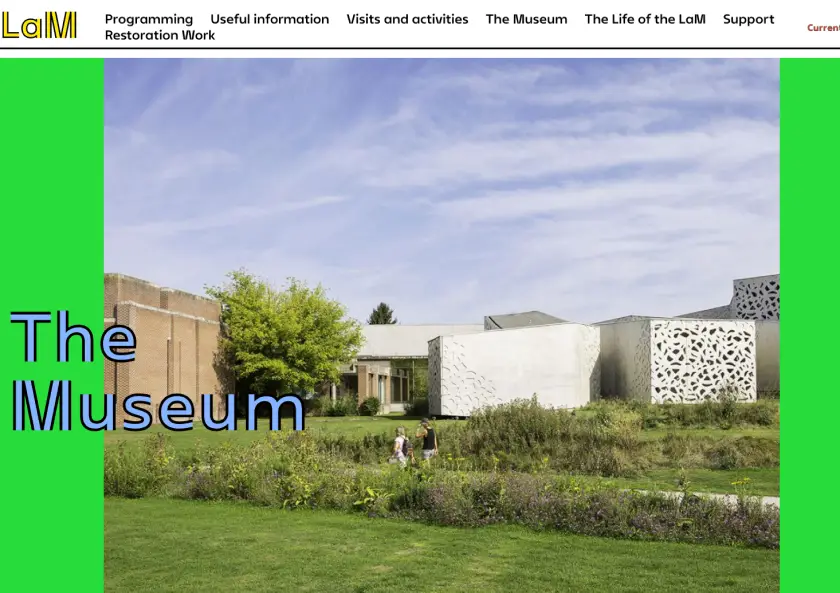 LaM
Programming Useful information Visits and activities The Museum The Life of the LaM Support
Restoration Work
Current
The
Museum